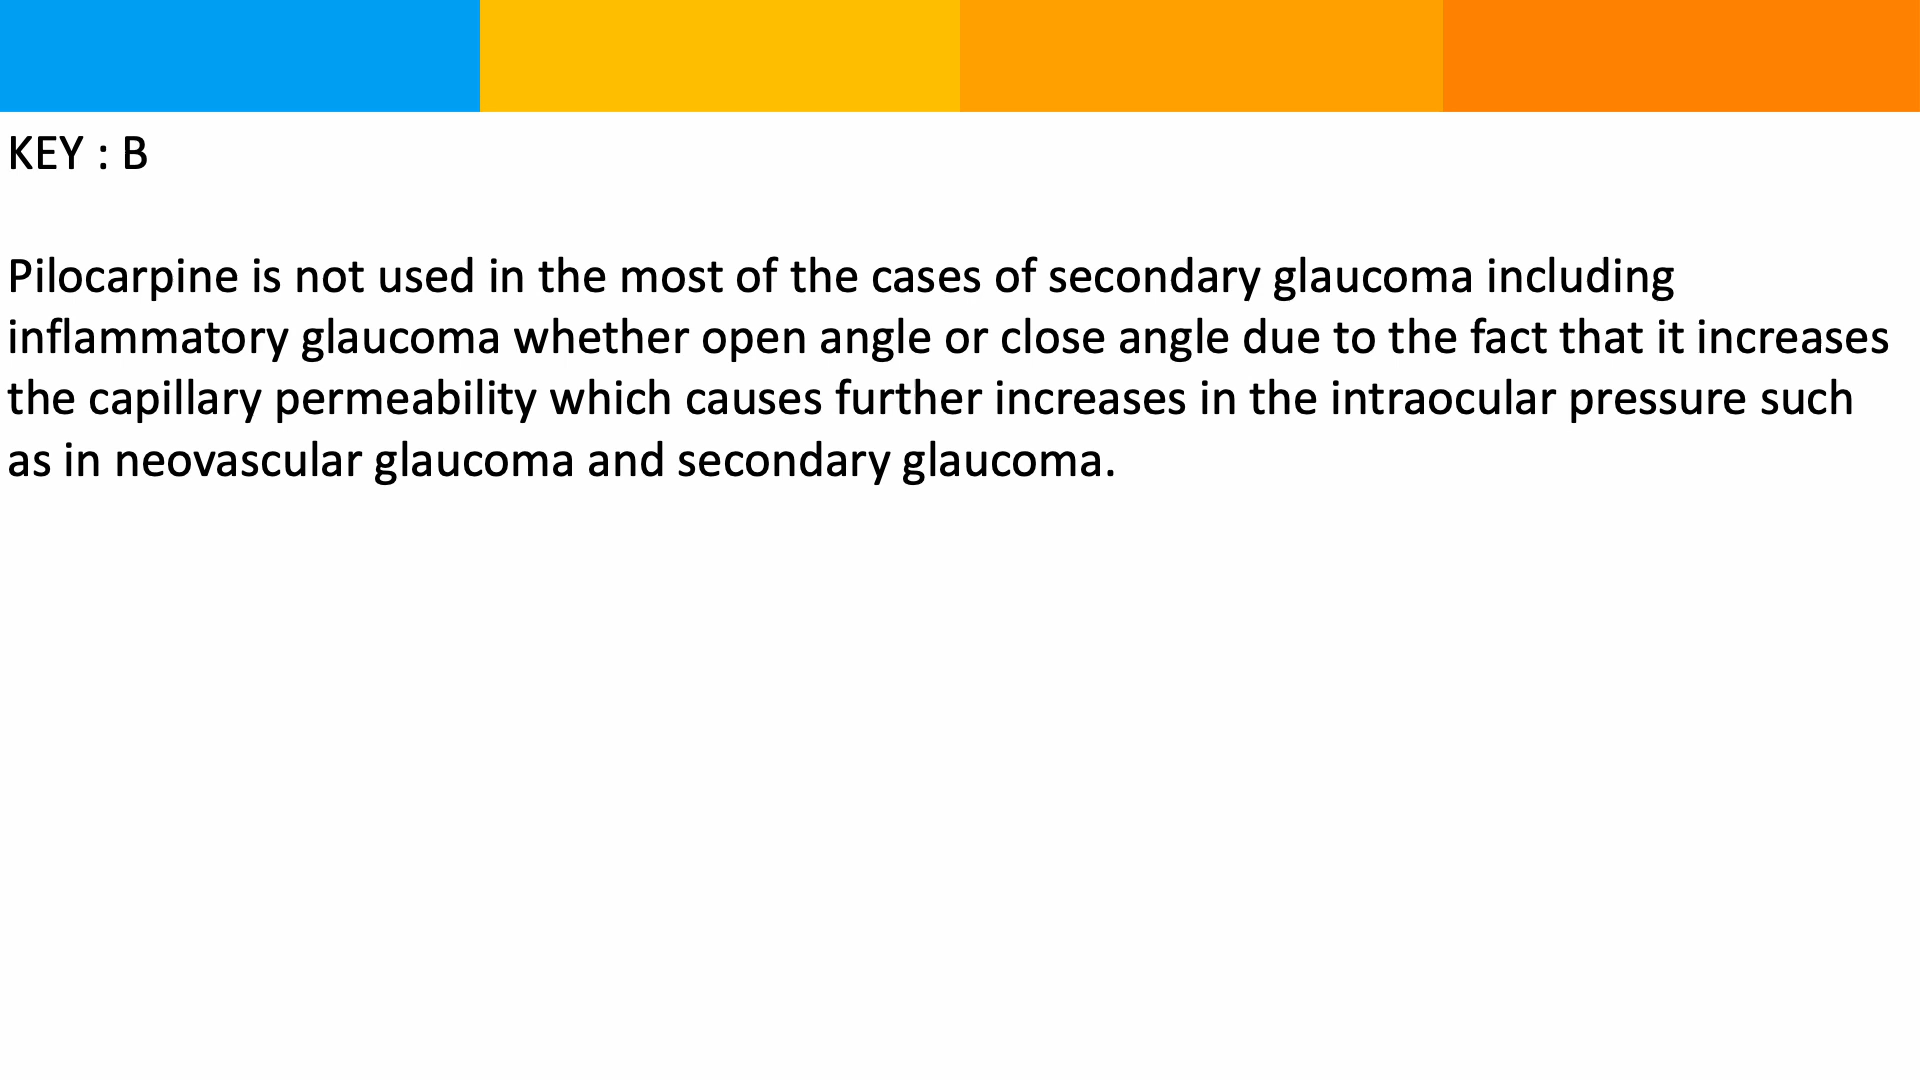 KEY : B
Pilocarpine is not used in the most of the cases of secondary glaucoma including
inflammatory glaucoma whether open angle or close angle due to the fact that it increases
the capillary permeability which causes further increases in the intraocular pressure such
as in neovascular glaucoma and secondary glaucoma.